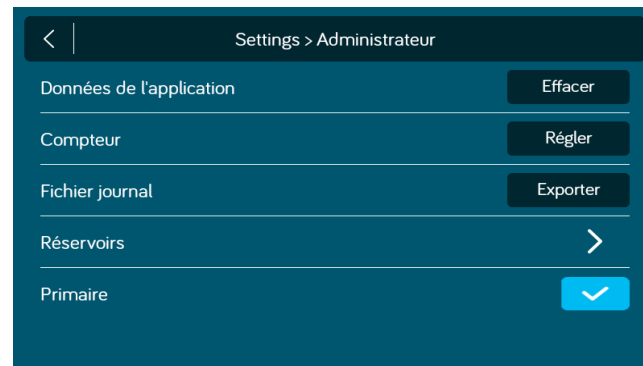 Settings > Administrateur
Données de l'application Effacer
Compteur Régler
Fichier journal Exporter
Réservoirs
Primaire